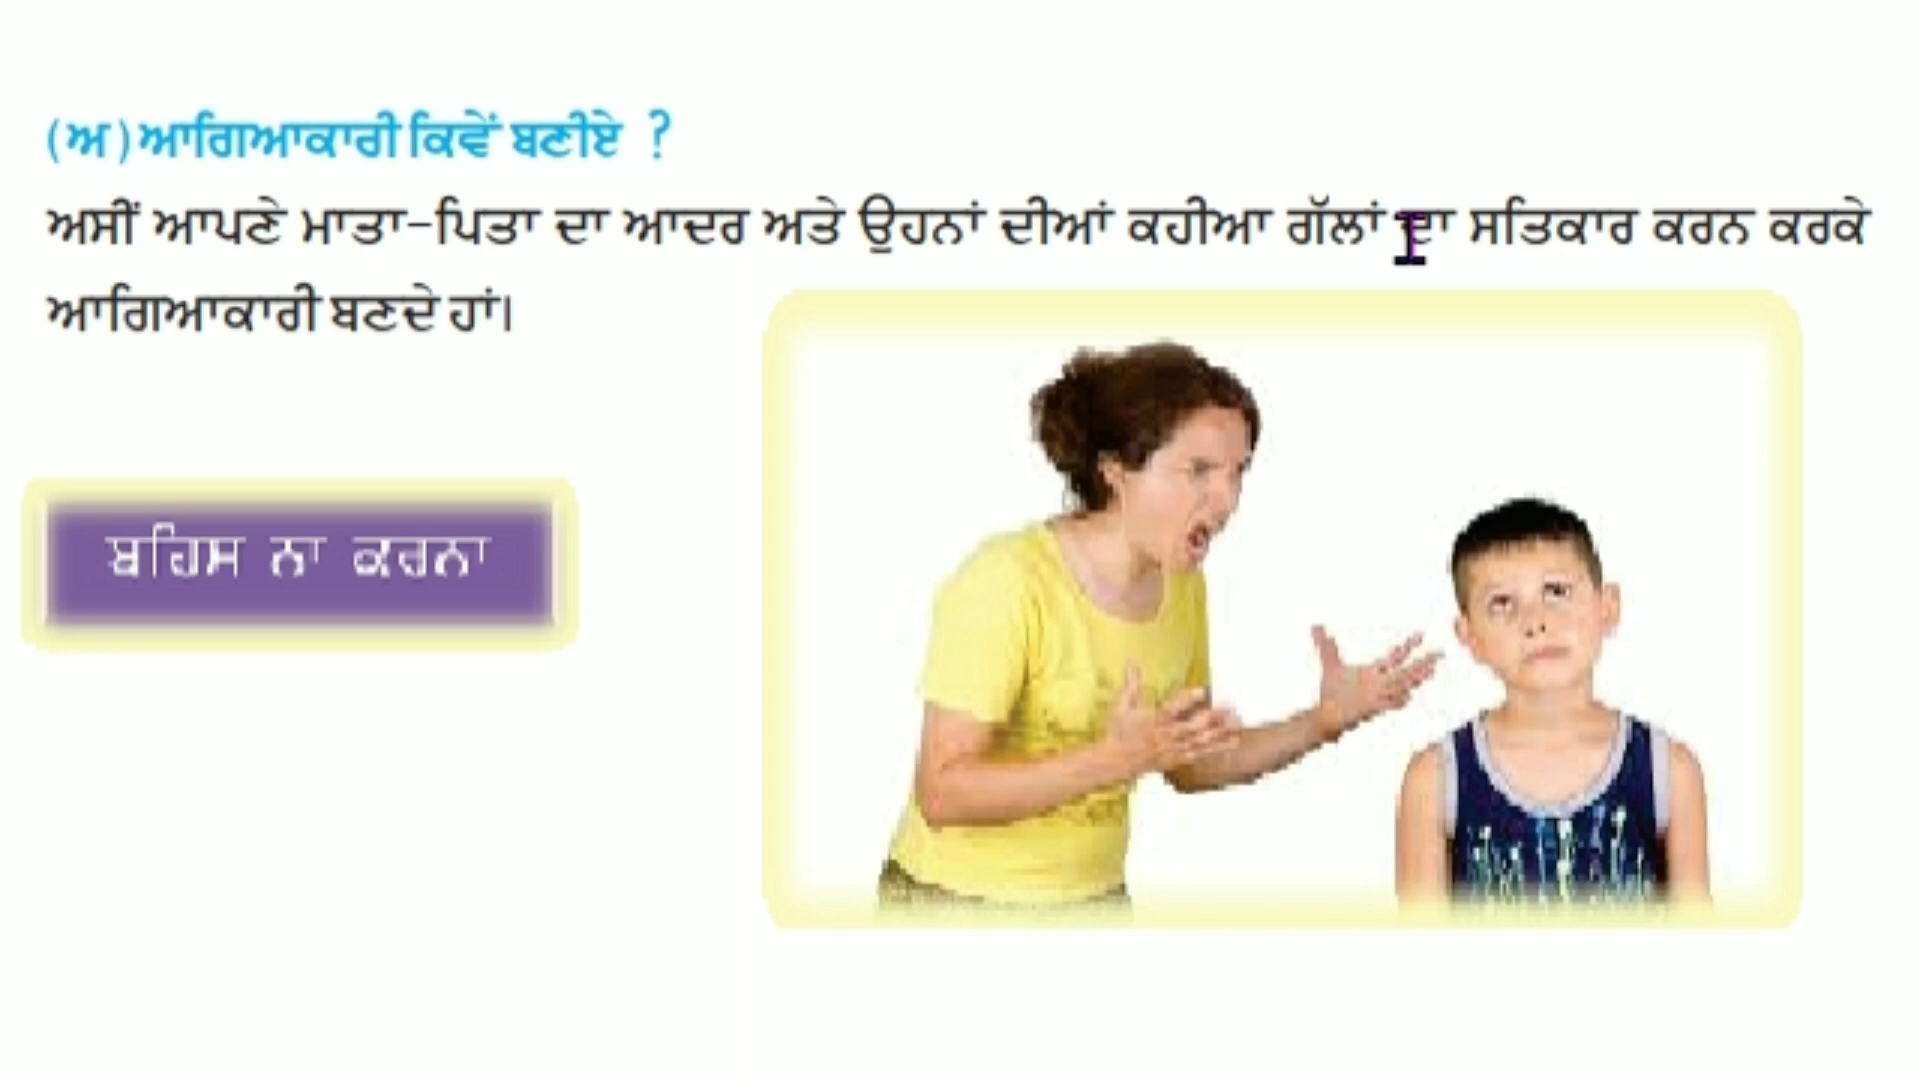 (ਅ) ਆਗਿਆਕਾਰੀ ਕਿਵੇਂ ਬਣੀਏ ?
ਅਸੀਂ ਆਪਣੇ ਮਾਤਾ-ਪਿਤਾ ਦਾ ਆਦਰ ਅਤੇ ਉਹਨਾਂ ਦੀਆਂ ਕਹੀਆ ਗੱਲਾਂ ਦਾ ਸਤਿਕਾਰ ਕਰਨ ਕਰਕੇ
ਆਗਿਆਕਾਰੀ ਬਣਦੇ ਹਾਂ।
ਬਹਿਸ ਨਾ ਕਰਨਾ